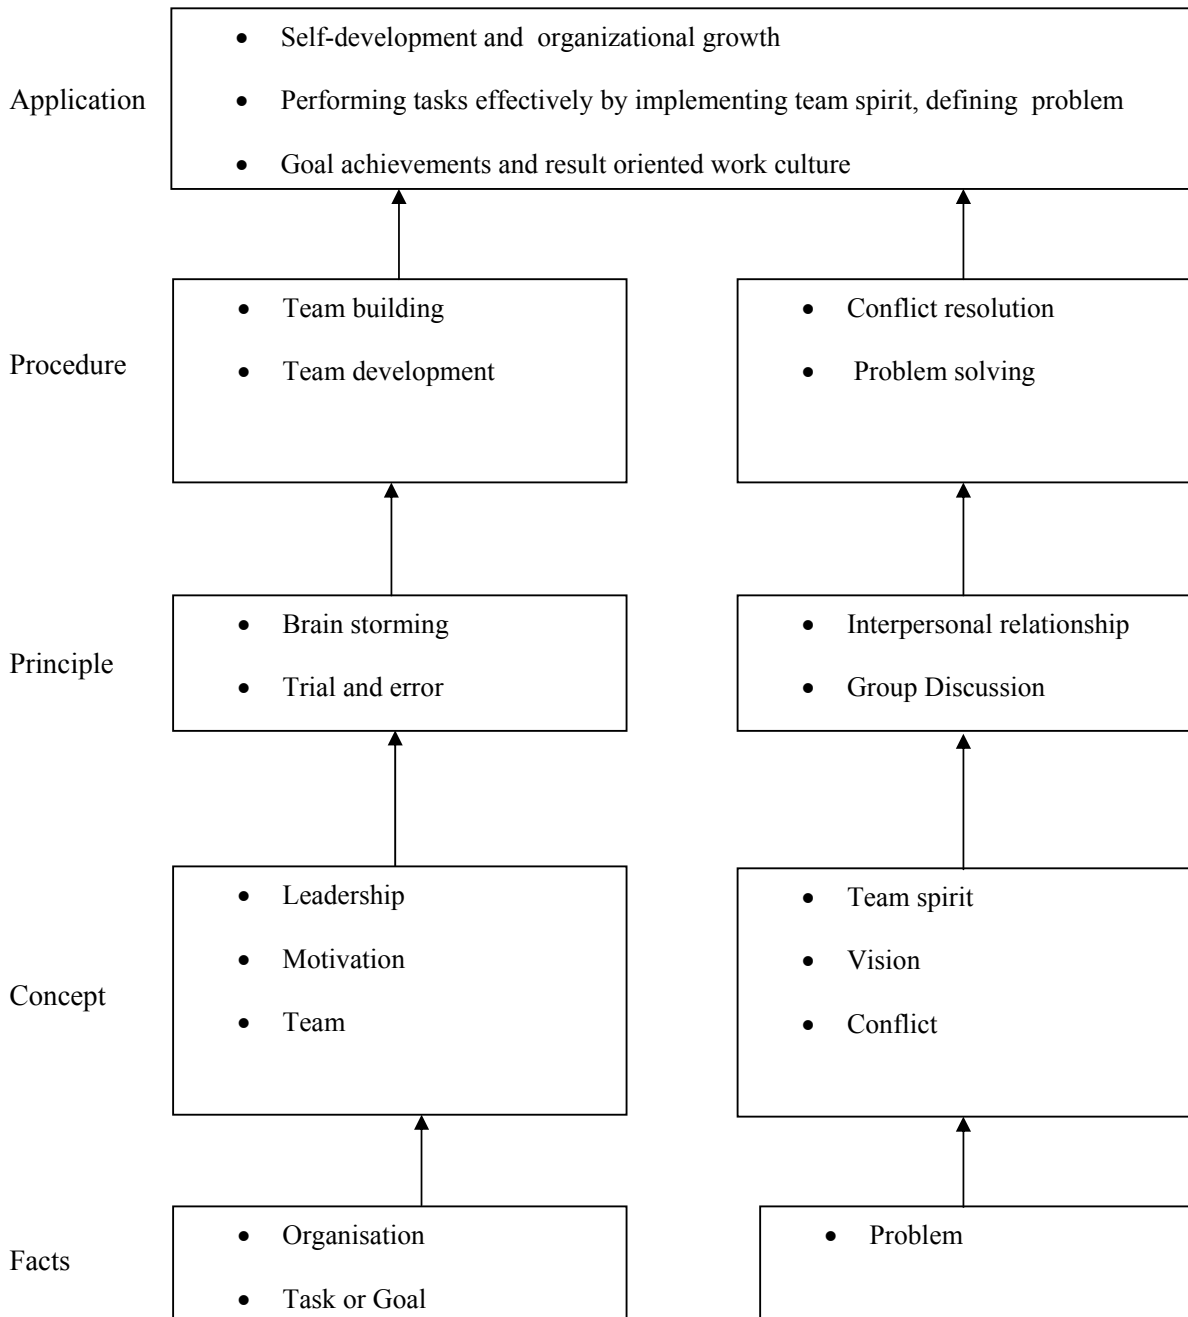 • Self-development and organizational growth
Application
• Performing tasks effectively by implementing team spirit, defining problem
• Goal achievements and result oriented work culture
Procedure
• Team building
• Team development
• Conflict resolution
• Problem solving
Principle
• Brain storming
• Trial and error
• Interpersonal relationship
• Group Discussion
Concept
• Leadership
• Motivation
• Team
• Team spirit
• Vision
• Conflict
Facts
• Organisation
• Task or Goal
• Problem